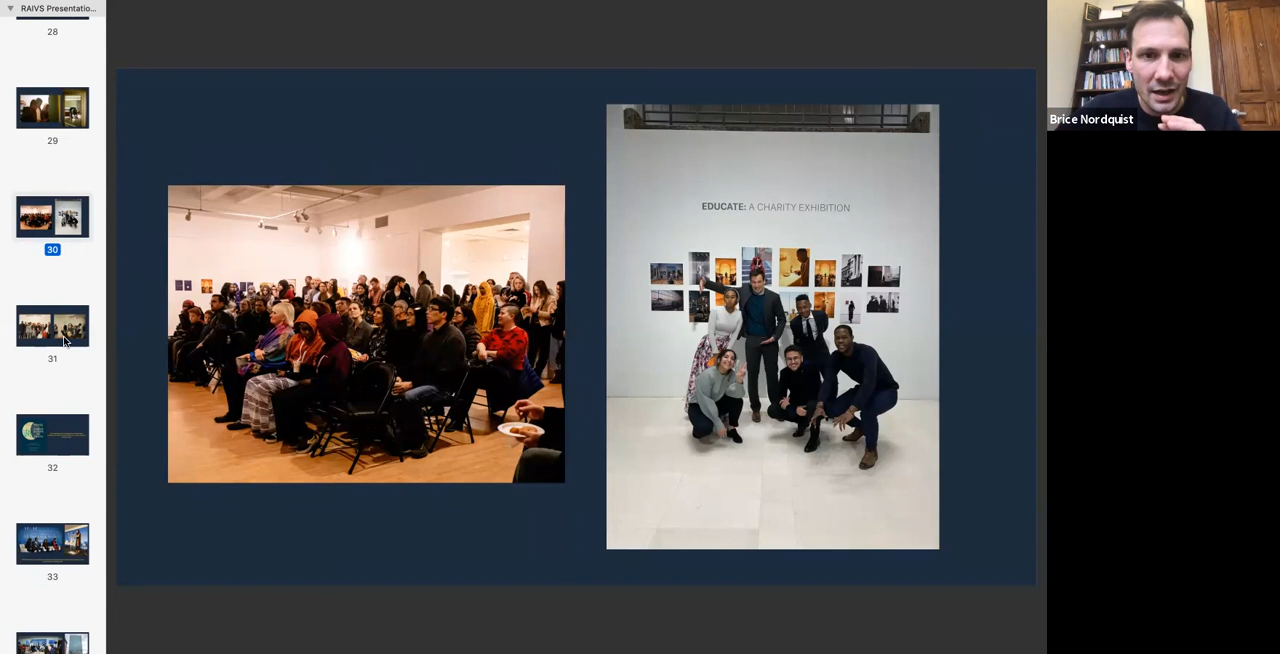 RAIVS Presentatio...
28
29
30
31
32
33
EDUCATE: A CHARITY EXHIBITION
Brice Nordquist